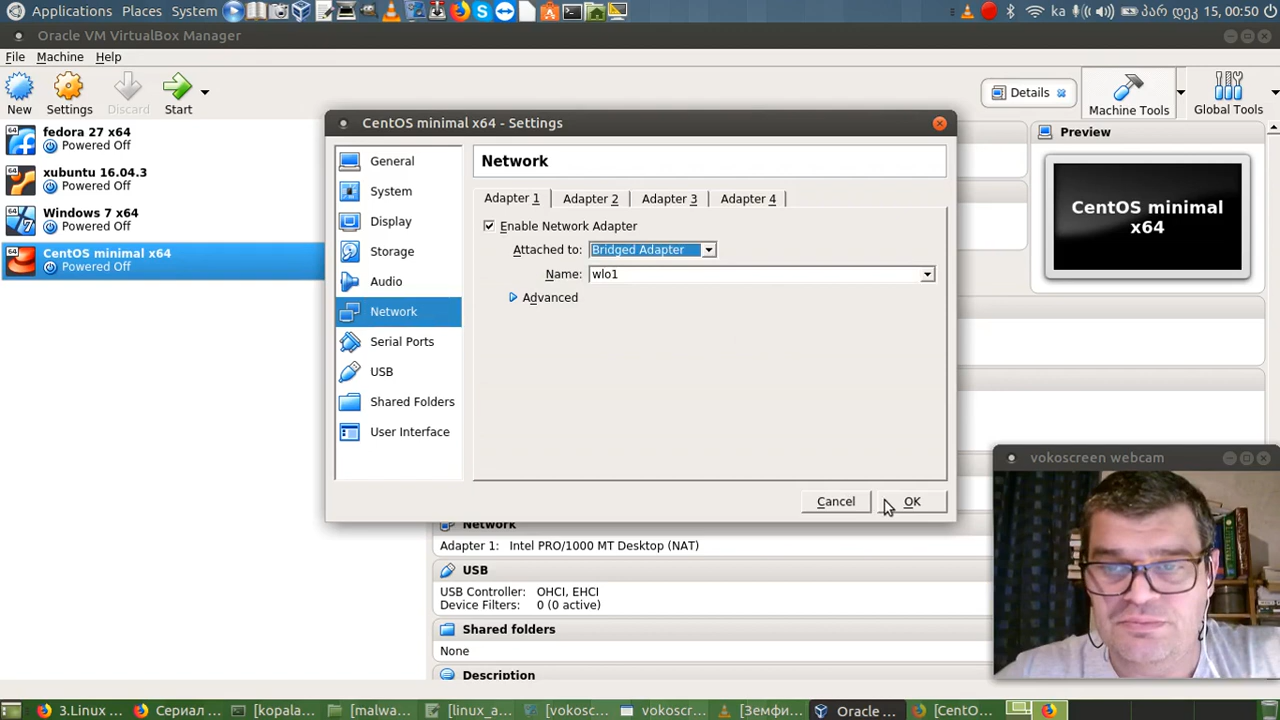 Applications Places System ka პარ დეკ 15, 00:50
Oracle VM VirtualBox Manager
File Machine Help
New Settings Discard Start Details Machine Tools Global Tools
fedora 27 x64
Powered Off
xubuntu 16.04.3
Powered Off
Windows 7 x64
Powered Off
CentOS minimal x64
Powered Off
Preview
CentOS minimal
x64
CentOS minimal x64 - Settings
General
System
Display
Storage
Audio
Network
Serial Ports
USB
Shared Folders
User Interface
Network
Adapter 1 Adapter 2 Adapter 3 Adapter 4
Enable Network Adapter
Attached to: Bridged Adapter
Name: wlo1
Advanced
Cancel OK
Network
Adapter 1: Intel PRO/1000 MT Desktop (NAT)
USB
USB Controller: OHCI, EHCI
Device Filters: 0 (0 active)
Shared folders
None
Description
vokoscreen webcam
3.Linux ... Сериал ... [kopala... [malwa... [linux_a... [vokosc... vokoscr... [Земфи... Oracle ... [CentO...